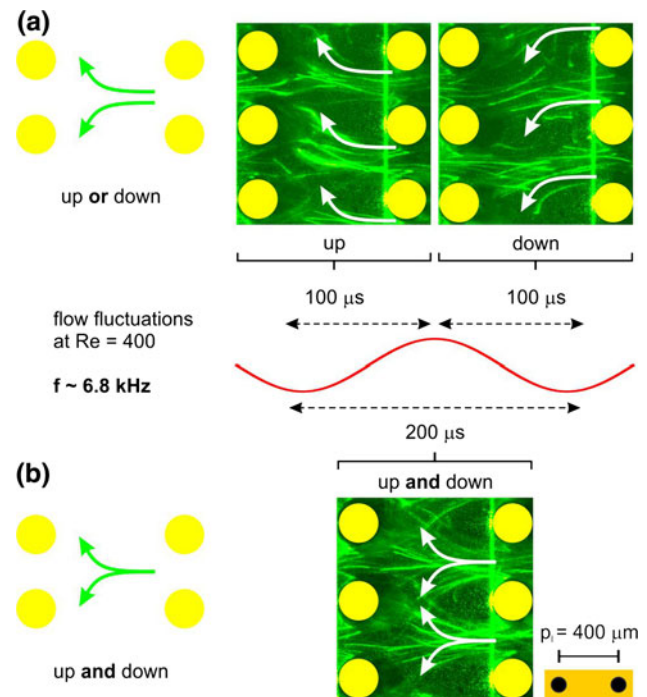 (a)
up or down
up
down
100 μs
100 μs
flow fluctuations
at Re = 400
f ~ 6.8 kHz
200 μs
(b)
up and down
up and down
pᵢ = 400 μm